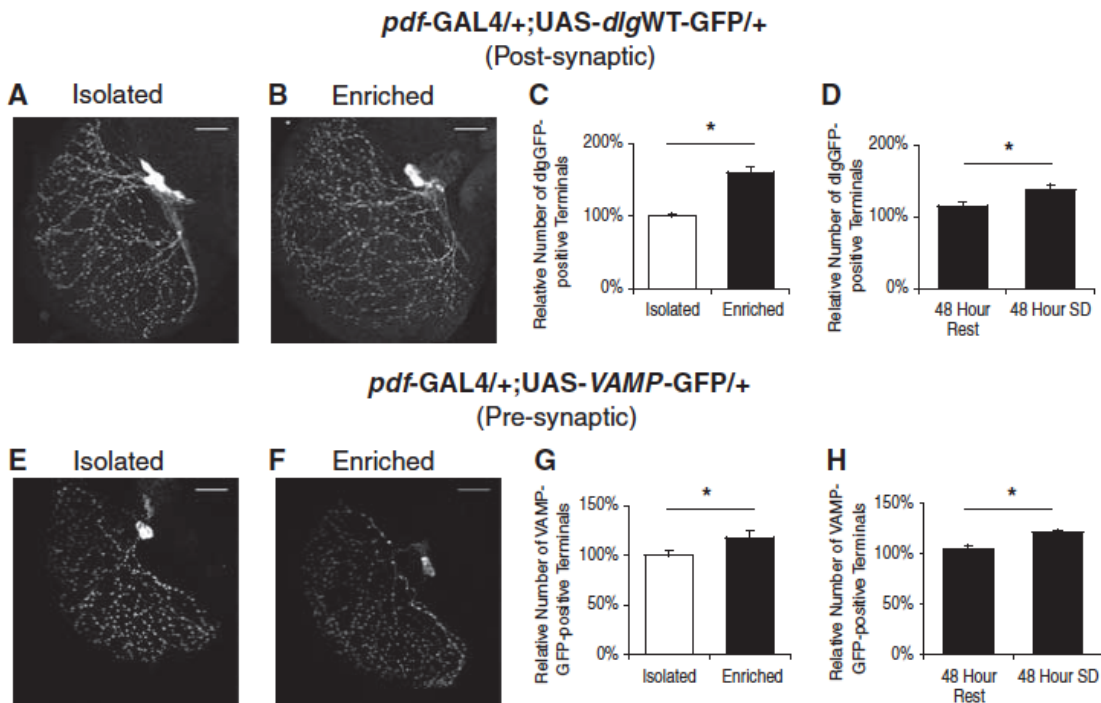 pdf-GAL4/+;UAS-dlgWT-GFP/+
(Post-synaptic)
A Isolated
B Enriched
C
D
Relative Number of dlgGFP-
positive Terminals
200%
100%
0%
*
Isolated
Enriched
Relative Number of dlgGFP-
positive Terminals
200%
100%
0%
*
48 Hour
Rest
48 Hour SD
pdf-GAL4/+;UAS-VAMP-GFP/+
(Pre-synaptic)
E Isolated
F Enriched
G
H
Relative Number of VAMP-
GFP-positive Terminals
150%
100%
50%
0%
*
Isolated
Enriched
Relative Number of VAMP-
GFP-positive Terminals
150%
100%
50%
0%
*
48 Hour
Rest
48 Hour SD